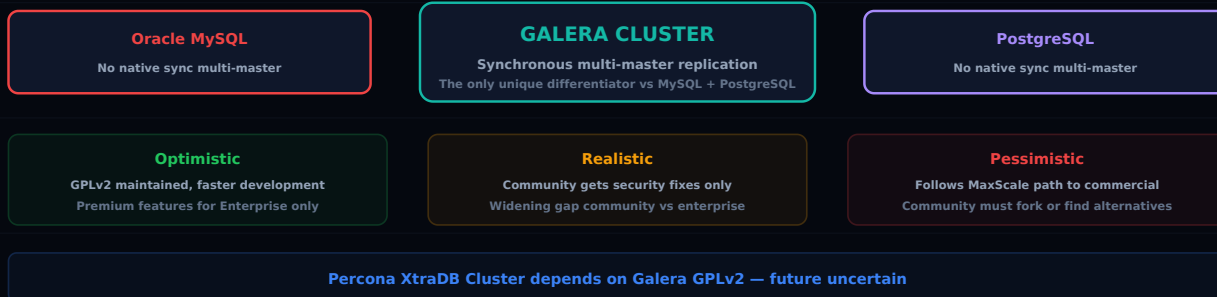 Oracle MySQL
No native sync multi-master
GALERA CLUSTER
Synchronous multi-master replication
The only unique differentiator vs MySQL + PostgreSQL
PostgreSQL
No native sync multi-master
Optimistic
GPLv2 maintained, faster development
Premium features for Enterprise only
Realistic
Community gets security fixes only
Widening gap community vs enterprise
Pessimistic
Follows MaxScale path to commercial
Community must fork or find alternatives
Percona XtraDB Cluster depends on Galera GPLv2 — future uncertain